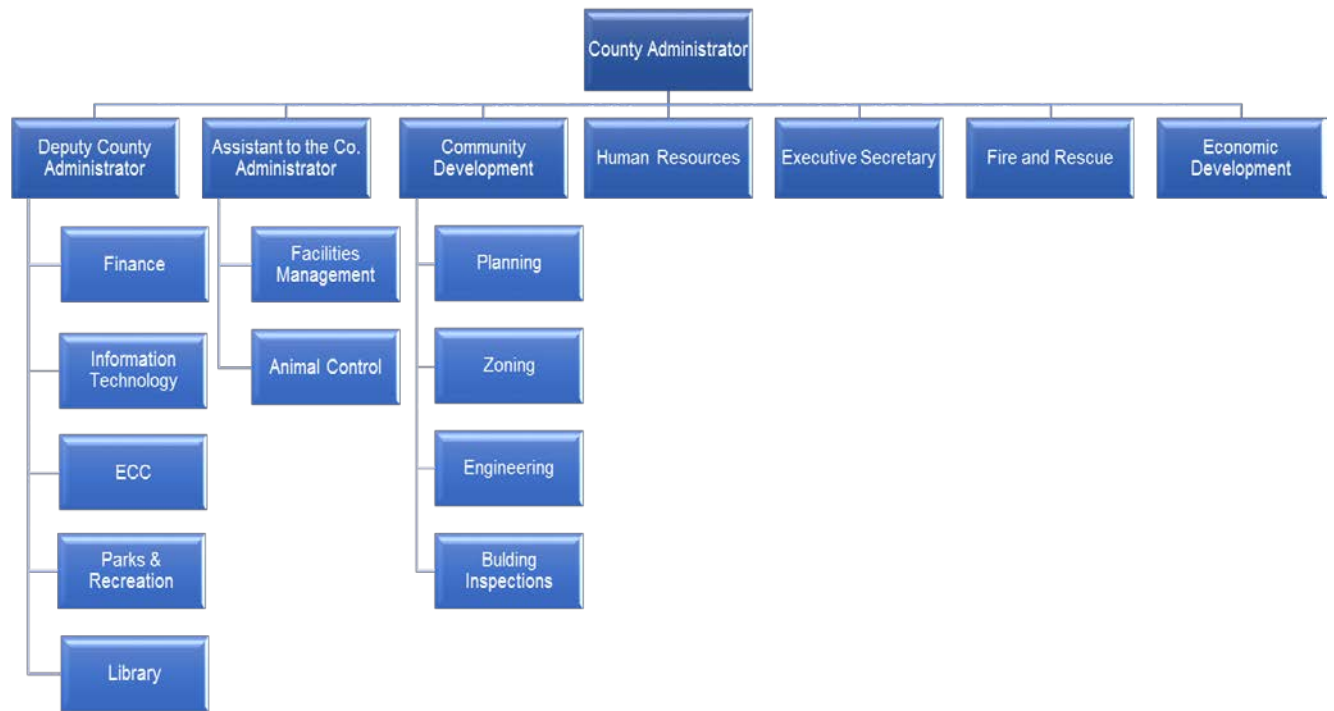 County Administrator
Deputy County
Administrator
Assistant to the Co.
Administrator
Community
Development
Human Resources
Executive Secretary
Fire and Rescue
Economic
Development
Finance
Information
Technology
ECC
Parks &
Recreation
Library
Facilities
Management
Animal Control
Planning
Zoning
Engineering
Bulding
Inspections